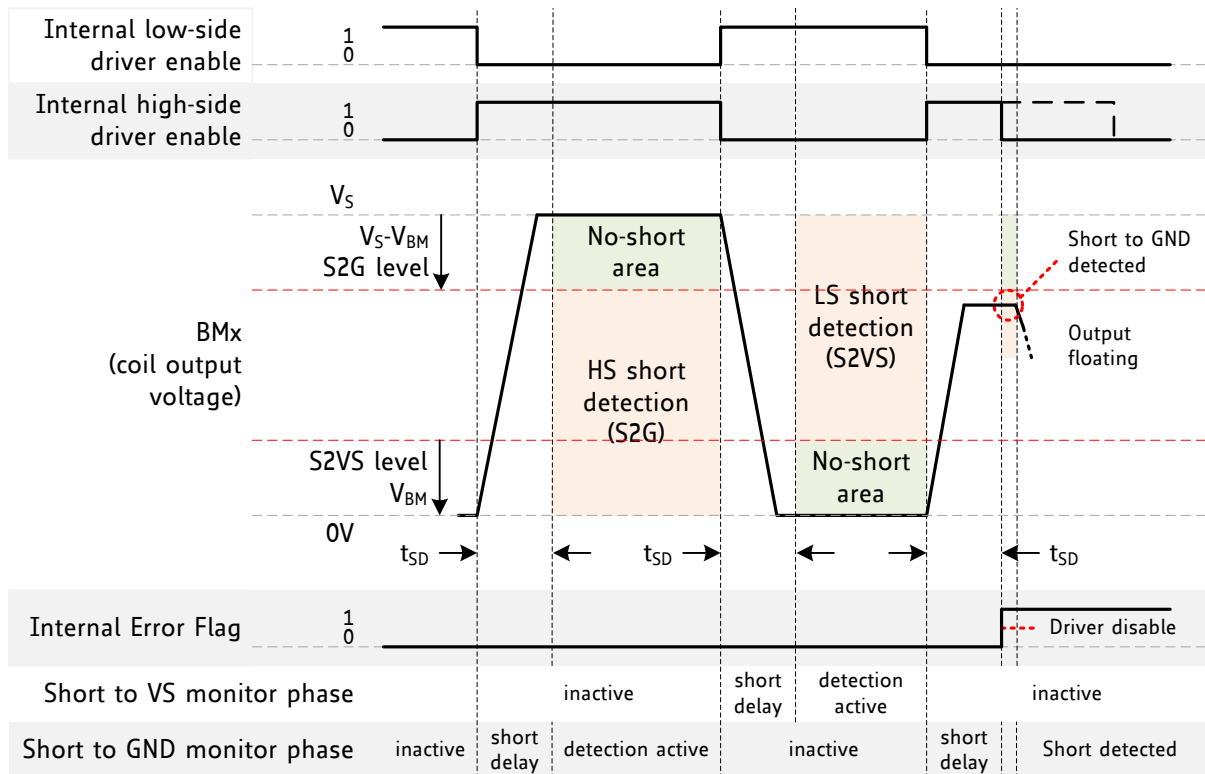 Internal low-side
driver enable
1
0
Internal high-side
driver enable
1
0
VS
VS-VBM
S2G level
No-short
area
Short to GND
detected
LS short
detection
(S2VS)
BMx
(coil output
voltage)
HS short
detection
(S2G)
Output
floating
S2VS level
VBM
No-short
area
0V
tSD
tSD
tSD
Internal Error Flag
1
0
Driver disable
Short to VS monitor phase
inactive
short
delay
detection
active
inactive
Short to GND monitor phase
inactive
short
delay
detection active
inactive
short
delay
Short detected